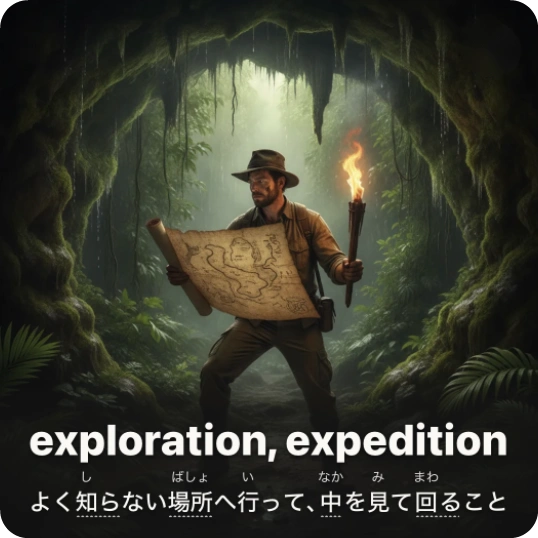 exploration, expedition
し ばしょ い なか み まわ
よく知らない場所へ行って、中を見て回ること